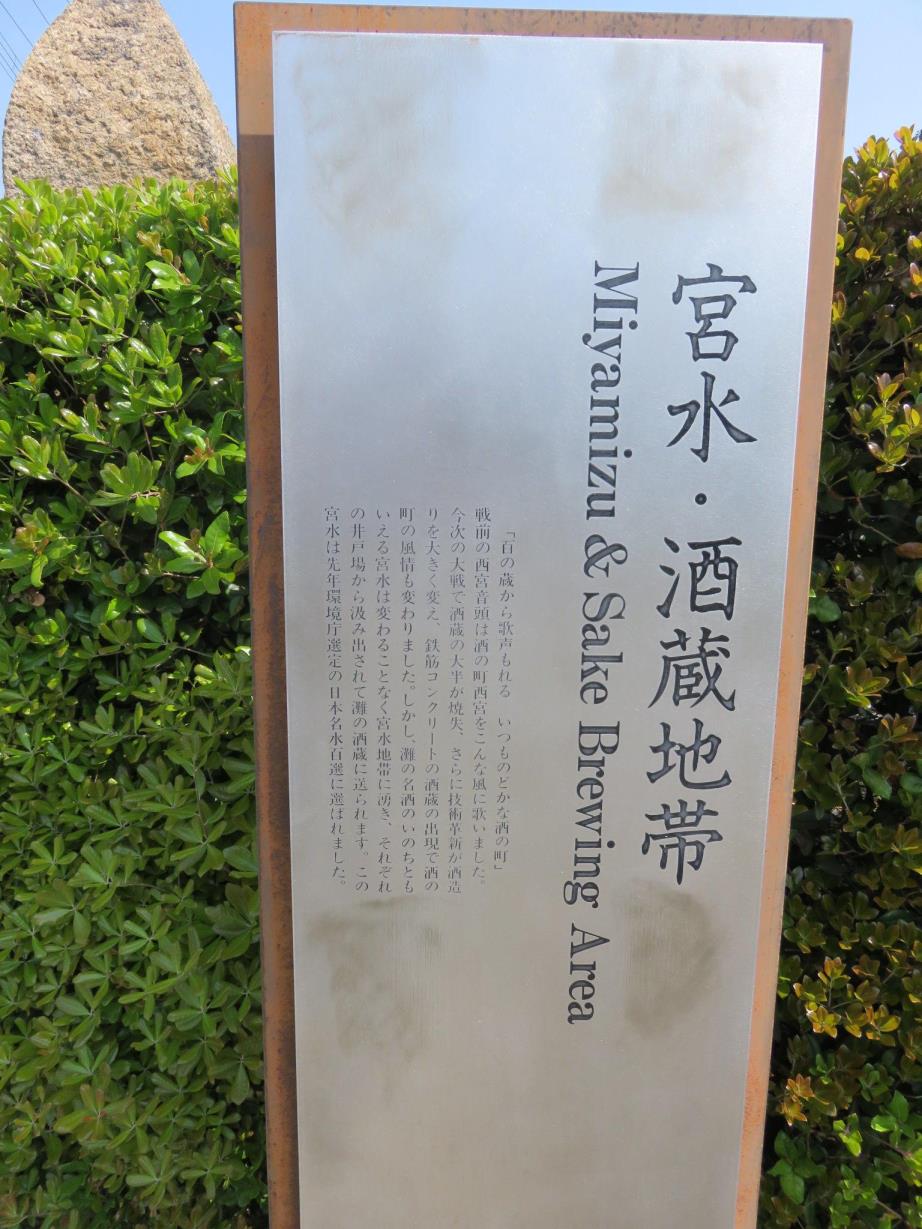 宮水・酒蔵地帯
Miyamizu & Sake Brewing Area
「百の蔵から歌声もれる　いつものどかな酒の町」
戦前の西宮音頭は酒の町西宮をこんな風に歌いました。
今次の大戦で酒蔵の大半が焼失、さらに技術革新が酒造
りを大きく変え、鉄筋コンクリートの酒蔵の出現で酒の
町の風情も変わりました。しかし、灘の名酒のいのちとも
いえる宮水は変わることなく宮水地帯に湧き、それぞれ
の井戸場から汲み出されて灘の酒蔵に送られます。この
宮水は先年環境庁選定の日本名水百選に選ばれました。